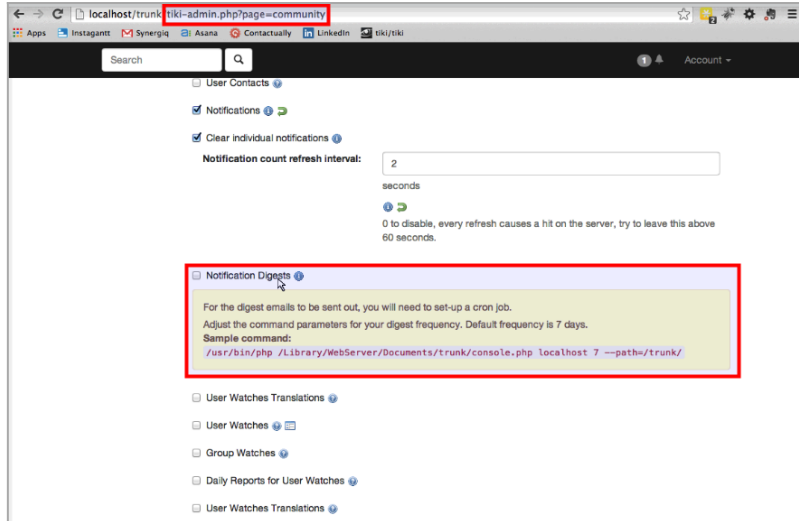 localhost/trunk/tiki-admin.php?page=community
Apps Instagantt Synergiq Asana Contactually LinkedIn tiki/tiki
Search 1 Account
User Contacts
Notifications
Clear individual notifications
Notification count refresh interval: 2
seconds
0 to disable, every refresh causes a hit on the server, try to leave this above
60 seconds.
Notification Digests
For the digest emails to be sent out, you will need to set-up a cron job.
Adjust the command parameters for your digest frequency. Default frequency is 7 days.
Sample command:
/usr/bin/php /Library/WebServer/Documents/trunk/console.php localhost 7 --path=/trunk/
User Watches Translations
User Watches
Group Watches
Daily Reports for User Watches
User Watches Translations